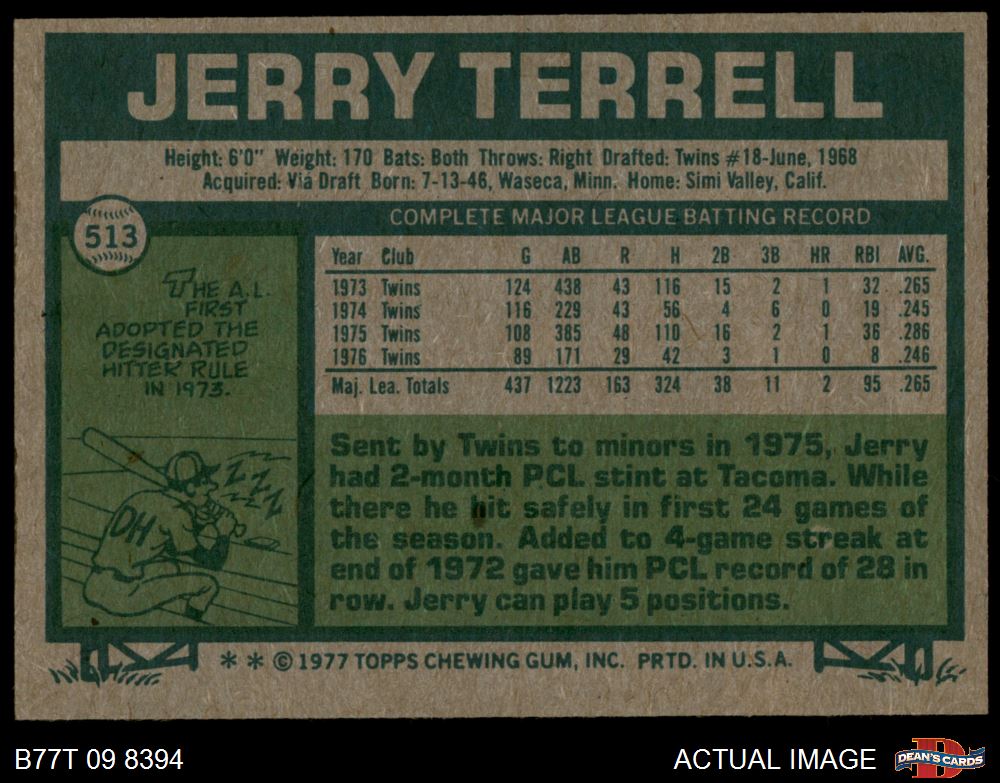 JERRY TERRELL
Height: 6'0" Weight: 170 Bats: Both Throws: Right Drafted: Twins #18-June, 1968
Acquired: Via Draft Born: 7-13-46, Waseca, Minn. Home: Simi Valley, Calif.
513
THE A.L.
FIRST
ADOPTED THE
DESIGNATED
HITTER RULE
IN 1973.
ZZZZ
DH
COMPLETE MAJOR LEAGUE BATTING RECORD
Year Club G AB R H 2B 3B HR RBI AVG.
1973 Twins 124 438 43 116 15 2 1 32 .265
1974 Twins 116 229 43 56 4 6 0 19 .245
1975 Twins 108 385 48 110 16 2 1 36 .286
1976 Twins 89 171 29 42 3 1 0 8 .246
Maj. Lea. Totals 437 1223 163 324 38 11 2 95 .265
Sent by Twins to minors in 1975, Jerry
had 2-month PCL stint at Tacoma. While
there he hit safely in first 24 games of
the season. Added to 4-game streak at
end of 1972 gave him PCL record of 28 in
row. Jerry can play 5 positions.
* * © 1977 TOPPS CHEWING GUM, INC. PRTD. IN U.S.A.
B77T 09 8394
ACTUAL IMAGE
D
DEAN'S CARDS